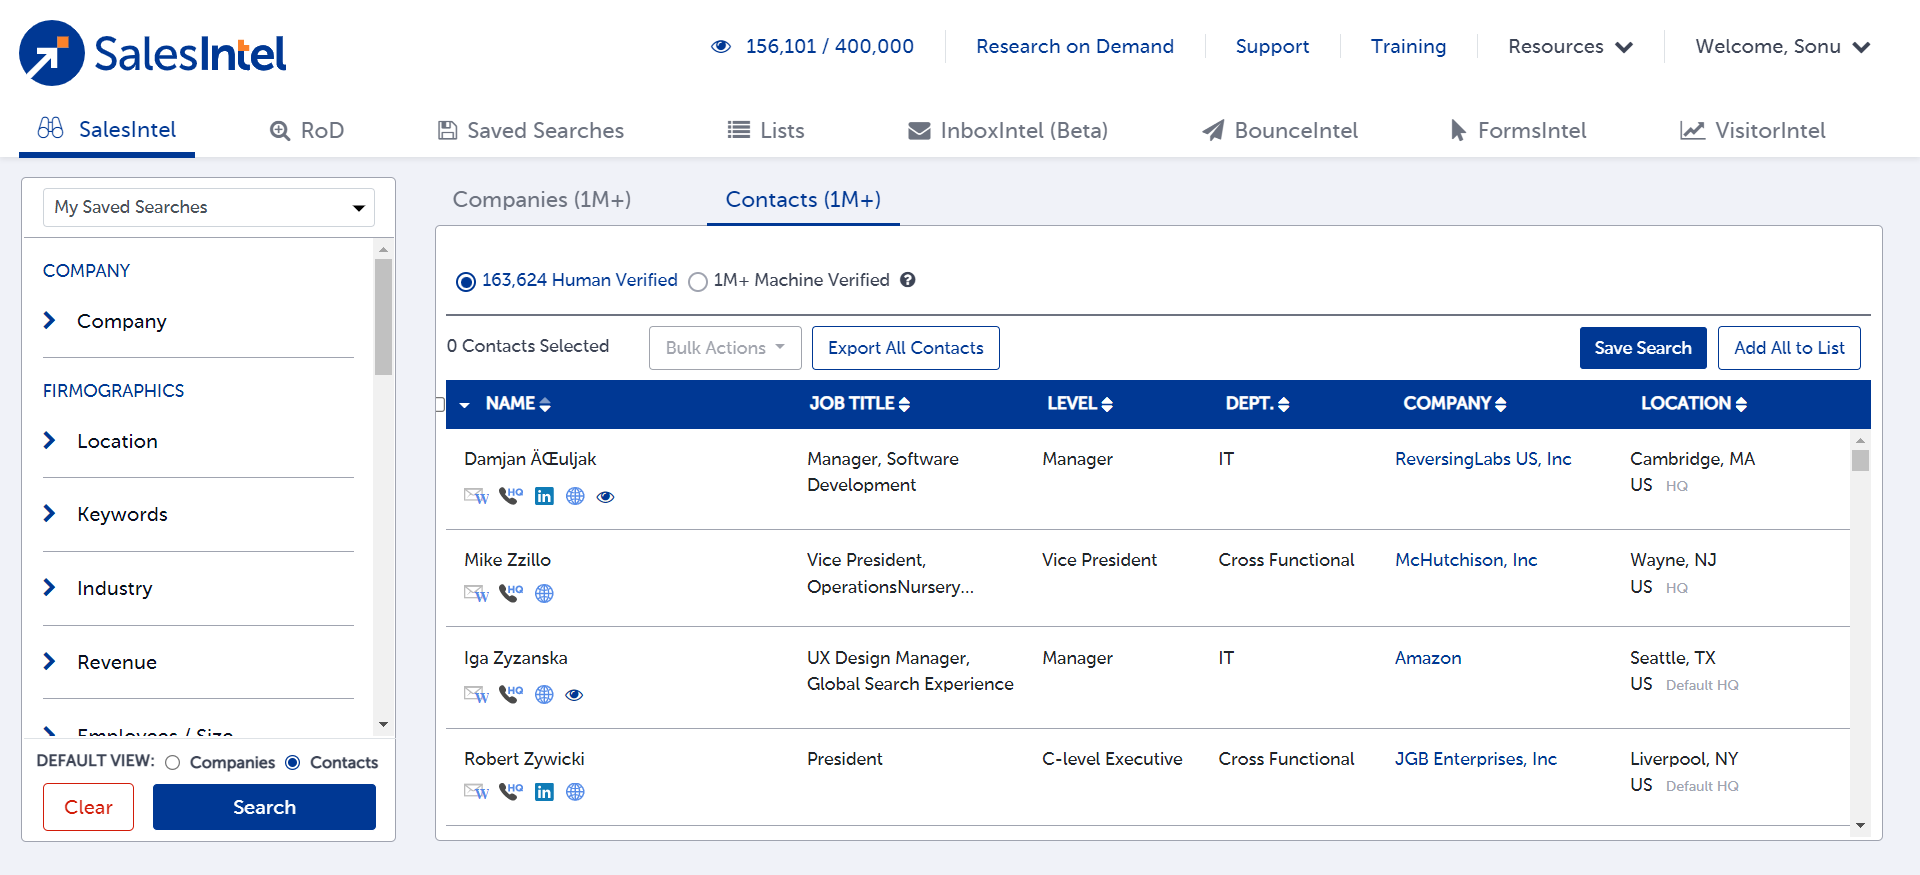 SalesIntel
156,101 / 400,000
Research on Demand
Support
Training
Resources
Welcome, Sonu
SalesIntel
RoD
Saved Searches
Lists
InboxIntel (Beta)
BounceIntel
FormsIntel
VisitorIntel
My Saved Searches
COMPANY
Company
FIRMOGRAPHICS
Location
Keywords
Industry
Revenue
Employees / Size
DEFAULT VIEW: Companies Contacts
Clear
Search
Companies (1M+)
Contacts (1M+)
163,624 Human Verified
1M+ Machine Verified
0 Contacts Selected
Bulk Actions
Export All Contacts
Save Search
Add All to List
NAME JOB TITLE LEVEL DEPT. COMPANY LOCATION
Damjan ÄŒuljak
Manager, Software
Development
Manager
IT
ReversingLabs US, Inc
Cambridge, MA
US HQ
W HQ in
Mike Zzillo
Vice President,
OperationsNursery...
Vice President
Cross Functional
McHutchison, Inc
Wayne, NJ
US HQ
W HQ
Iga Zyzanska
UX Design Manager,
Global Search Experience
Manager
IT
Amazon
Seattle, TX
US Default HQ
W HQ
Robert Zywicki
President
C-level Executive
Cross Functional
JGB Enterprises, Inc
Liverpool, NY
US Default HQ
W HQ in